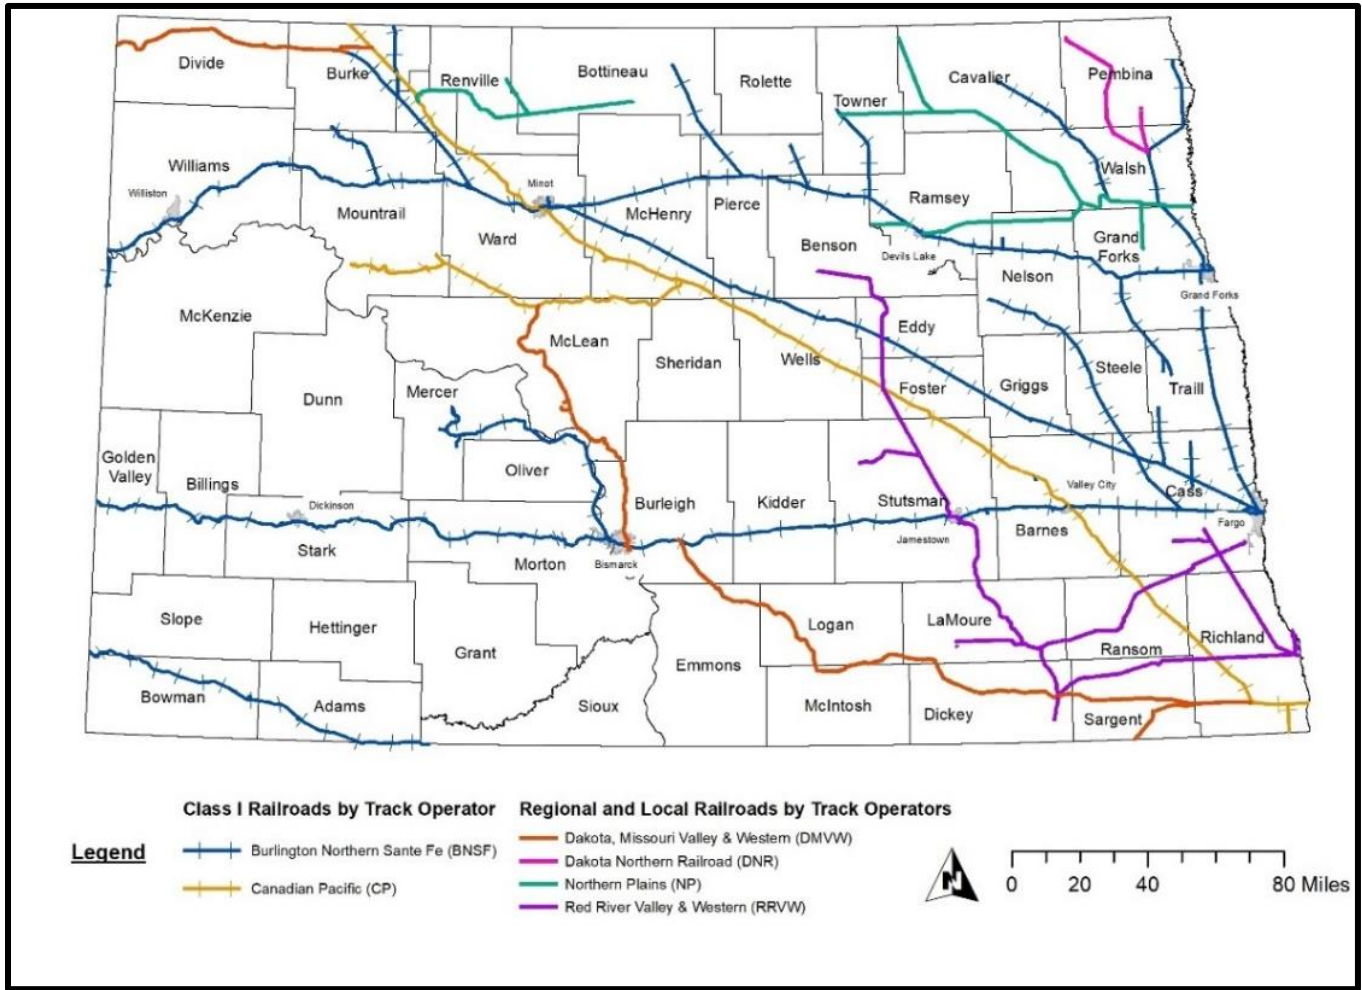 Divide
Burke
Renville
Bottineau
Rolette
Towner
Cavalier
Pembina
Williams
Williston
Mountrail
Minot
Ward
McHenry
Pierce
Benson
Ramsey
Devils Lake
Walsh
Grand
Forks
Nelson
Grand Forks
McKenzie
McLean
Sheridan
Wells
Eddy
Foster
Griggs
Steele
Traill
Dunn
Mercer
Oliver
Golden
Valley
Billings
Dickinson
Stark
Morton
Bismarck
Burleigh
Kidder
Stutsman
Jamestown
Valley City
Barnes
Cass
Fargo
Slope
Hettinger
Grant
Bowman
Adams
Sioux
Emmons
Logan
McIntosh
LaMoure
Dickey
Ransom
Sargent
Richland
Legend
Class I Railroads by Track Operator
Burlington Northern Sante Fe (BNSF)
Canadian Pacific (CP)
Regional and Local Railroads by Track Operators
Dakota, Missouri Valley & Western (DMVW)
Dakota Northern Railroad (DNR)
Northern Plains (NP)
Red River Valley & Western (RRVW)
N
0 20 40 80 Miles